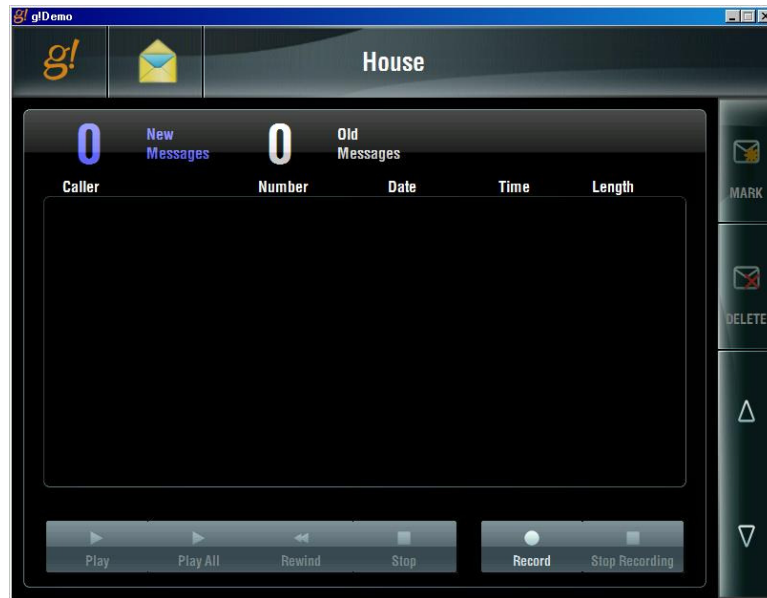 g! g!Demo
g!
House
0 New Messages 0 Old Messages
Caller Number Date Time Length
MARK
DELETE
Play Play All Rewind Stop Record Stop Recording